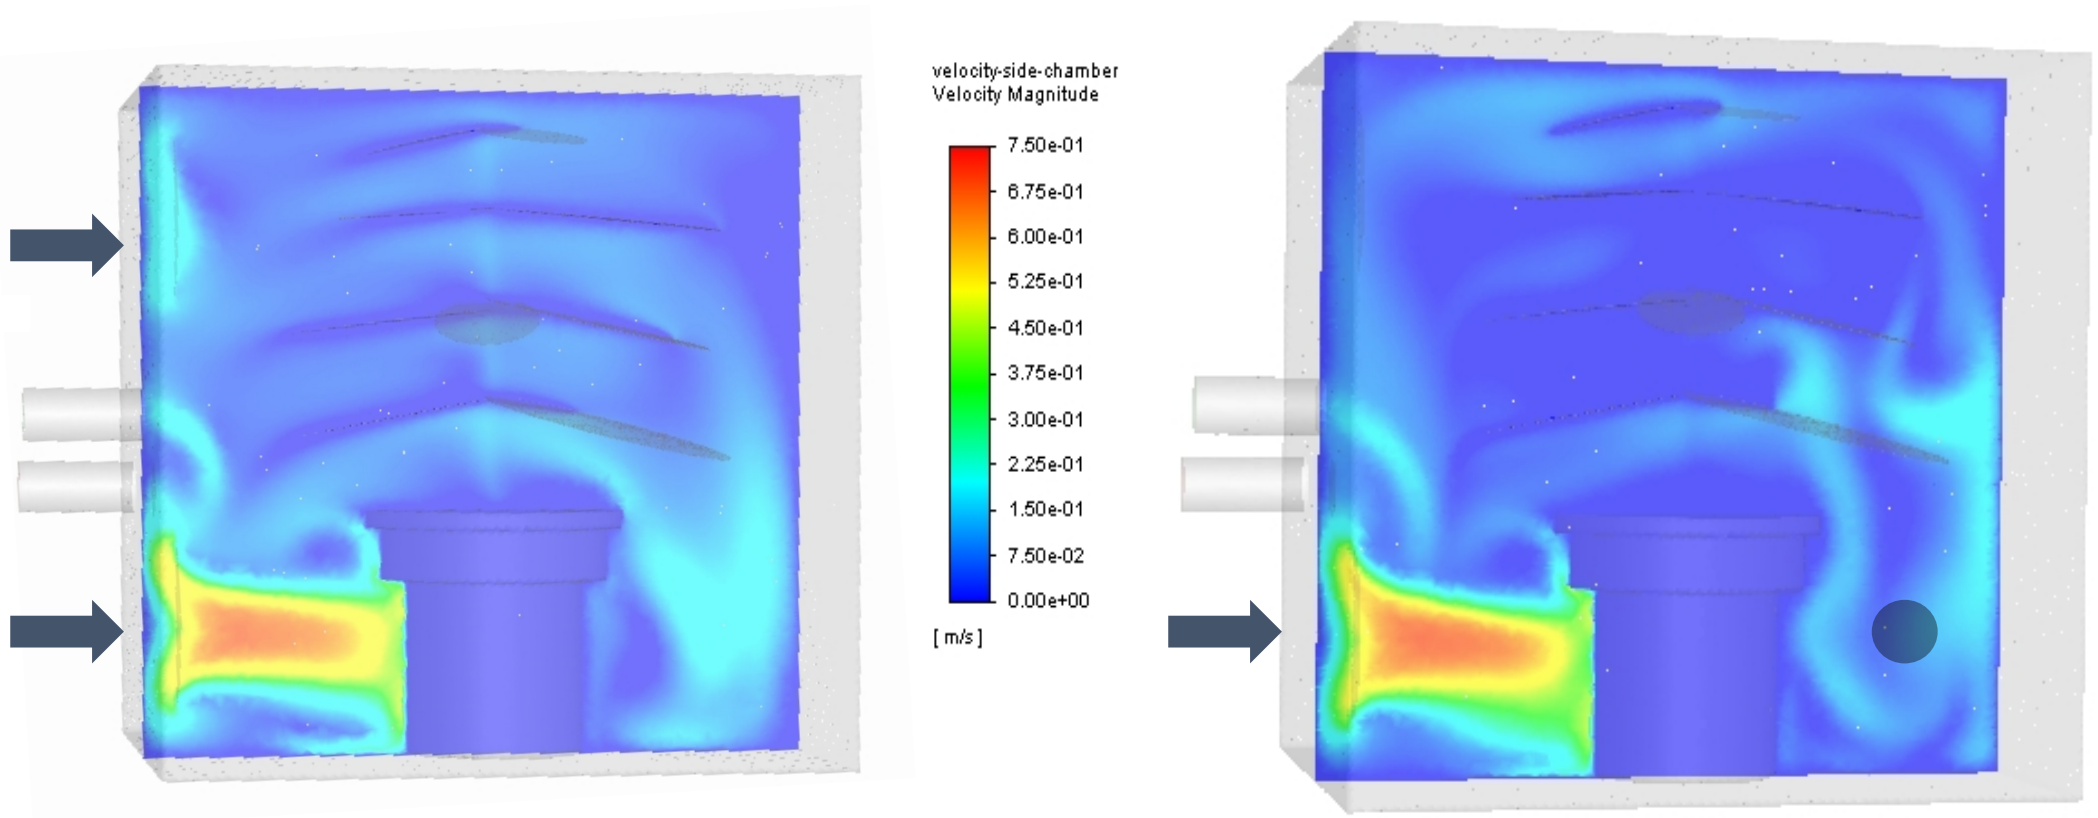 velocity-side-chamber
Velocity Magnitude
7.50e-01
6.75e-01
6.00e-01
5.25e-01
4.50e-01
3.75e-01
3.00e-01
2.25e-01
1.50e-01
7.50e-02
0.00e+00
[ m/s ]